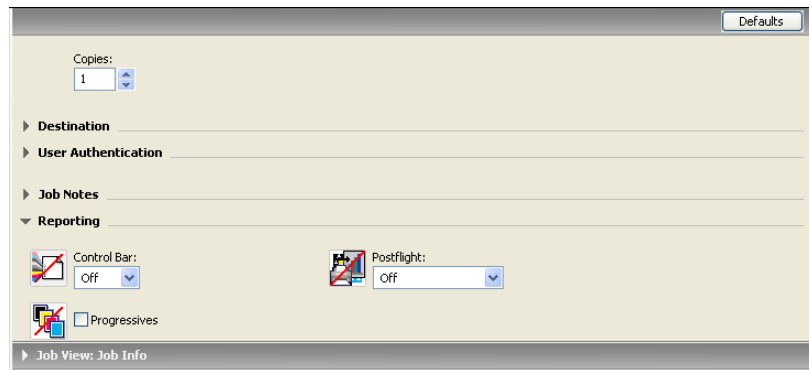 Defaults
Copies:
1
Destination
User Authentication
Job Notes
Reporting
Control Bar:
Off
Postflight:
Off
Progressives
Job View: Job Info